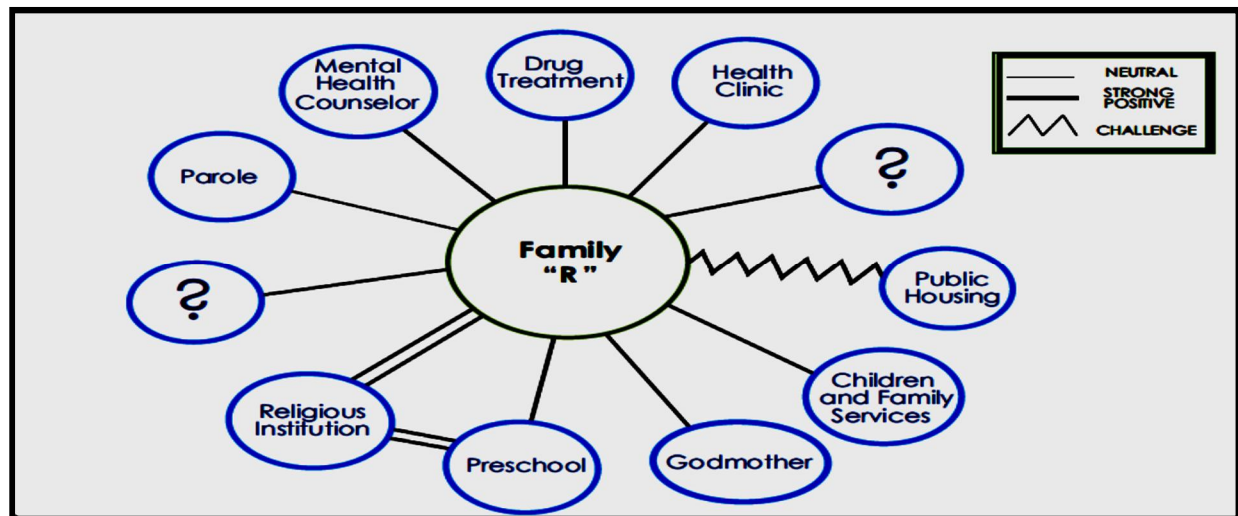 Mental
Health
Counselor
Drug
Treatment
Health
Clinic
NEUTRAL
STRONG
POSITIVE
CHALLENGE
Parole
?
Family
“R”
?
Public
Housing
Religious
Institution
Preschool
Godmother
Children
and Family
Services